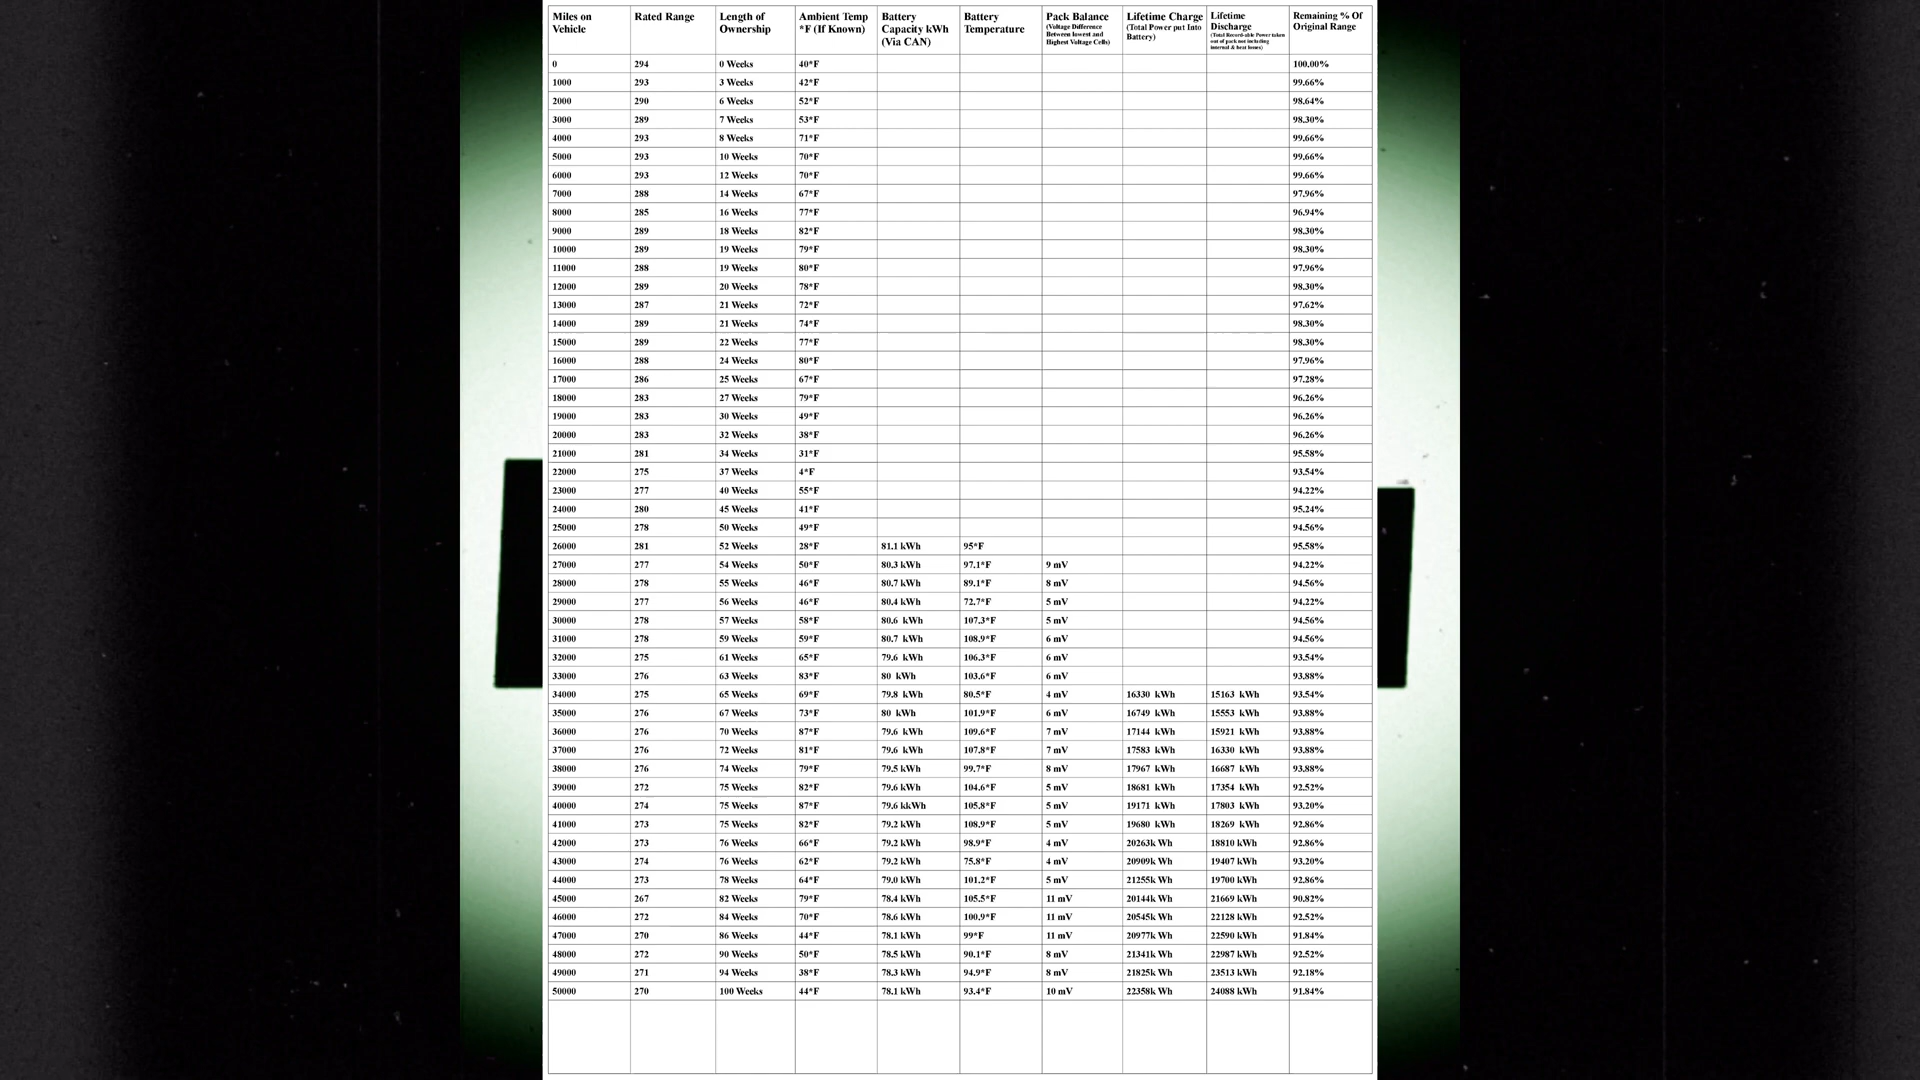 Miles on Vehicle Rated Range Length of Ownership Ambient Temp *F (If Known) Battery Capacity kWh (Via CAN) Battery Temperature Pack Balance (Voltage Difference Between lowest and Highest Voltage Cells) Lifetime Charge (Total Power put Into Battery) Lifetime Discharge (Total Record-able Power taken out of pack not including internal & heat losses) Remaining % Of Original Range
0 294 0 Weeks 40*F 100.00%
1000 293 3 Weeks 42*F 99.66%
2000 290 6 Weeks 52*F 98.64%
3000 289 7 Weeks 53*F 98.30%
4000 293 8 Weeks 71*F 99.66%
5000 293 10 Weeks 70*F 99.66%
6000 293 12 Weeks 70*F 99.66%
7000 288 14 Weeks 67*F 97.96%
8000 285 16 Weeks 77*F 96.94%
9000 289 18 Weeks 82*F 98.30%
10000 289 19 Weeks 79*F 98.30%
11000 288 19 Weeks 80*F 97.96%
12000 289 20 Weeks 78*F 98.30%
13000 287 21 Weeks 72*F 97.62%
14000 289 21 Weeks 74*F 98.30%
15000 289 22 Weeks 77*F 98.30%
16000 288 24 Weeks 80*F 97.96%
17000 286 25 Weeks 67*F 97.28%
18000 283 27 Weeks 79*F 96.26%
19000 283 30 Weeks 49*F 96.26%
20000 283 32 Weeks 38*F 96.26%
21000 281 34 Weeks 31*F 95.58%
22000 275 37 Weeks 4*F 93.54%
23000 277 40 Weeks 55*F 94.22%
24000 280 45 Weeks 41*F 95.24%
25000 278 50 Weeks 49*F 94.56%
26000 281 52 Weeks 28*F 81.1 kWh 95*F 95.58%
27000 277 54 Weeks 50*F 80.3 kWh 97.1*F 9 mV 94.22%
28000 278 55 Weeks 46*F 80.7 kWh 89.1*F 8 mV 94.56%
29000 277 56 Weeks 46*F 80.4 kWh 72.7*F 5 mV 94.22%
30000 278 57 Weeks 58*F 80.6 kWh 107.3*F 5 mV 94.56%
31000 278 59 Weeks 59*F 80.7 kWh 108.9*F 6 mV 94.56%
32000 275 61 Weeks 65*F 79.6 kWh 106.3*F 6 mV 93.54%
33000 276 63 Weeks 83*F 80 kWh 103.6*F 6 mV 93.88%
34000 275 65 Weeks 69*F 79.8 kWh 80.5*F 4 mV 16330 kWh 15163 kWh 93.54%
35000 276 67 Weeks 73*F 80 kWh 101.9*F 6 mV 16749 kWh 15553 kWh 93.88%
36000 276 70 Weeks 87*F 79.6 kWh 109.6*F 7 mV 17144 kWh 15921 kWh 93.88%
37000 276 72 Weeks 81*F 79.6 kWh 107.8*F 7 mV 17583 kWh 16330 kWh 93.88%
38000 276 74 Weeks 79*F 79.5 kWh 99.7*F 8 mV 17967 kWh 16687 kWh 93.88%
39000 272 75 Weeks 82*F 79.6 kWh 104.6*F 5 mV 18681 kWh 17354 kWh 92.52%
40000 274 75 Weeks 87*F 79.6 kkWh 105.8*F 5 mV 19171 kWh 17803 kWh 93.20%
41000 273 75 Weeks 82*F 79.2 kWh 108.9*F 5 mV 19680 kWh 18269 kWh 92.86%
42000 273 76 Weeks 66*F 79.2 kWh 98.9*F 4 mV 20263k Wh 18810 kWh 92.86%
43000 274 76 Weeks 62*F 79.2 kWh 75.8*F 4 mV 20909k Wh 19407 kWh 93.20%
44000 273 78 Weeks 64*F 79.0 kWh 101.2*F 5 mV 21255k Wh 19700 kWh 92.86%
45000 267 82 Weeks 79*F 78.4 kWh 105.5*F 11 mV 20144k Wh 21669 kWh 90.82%
46000 272 84 Weeks 70*F 78.6 kWh 100.9*F 11 mV 20545k Wh 22128 kWh 92.52%
47000 270 86 Weeks 44*F 78.1 kWh 99*F 11 mV 20977k Wh 22590 kWh 91.84%
48000 272 90 Weeks 50*F 78.5 kWh 90.1*F 8 mV 21341k Wh 22987 kWh 92.52%
49000 271 94 Weeks 38*F 78.3 kWh 94.9*F 8 mV 21825k Wh 23513 kWh 92.18%
50000 270 100 Weeks 44*F 78.1 kWh 93.4*F 10 mV 22358k Wh 24088 kWh 91.84%